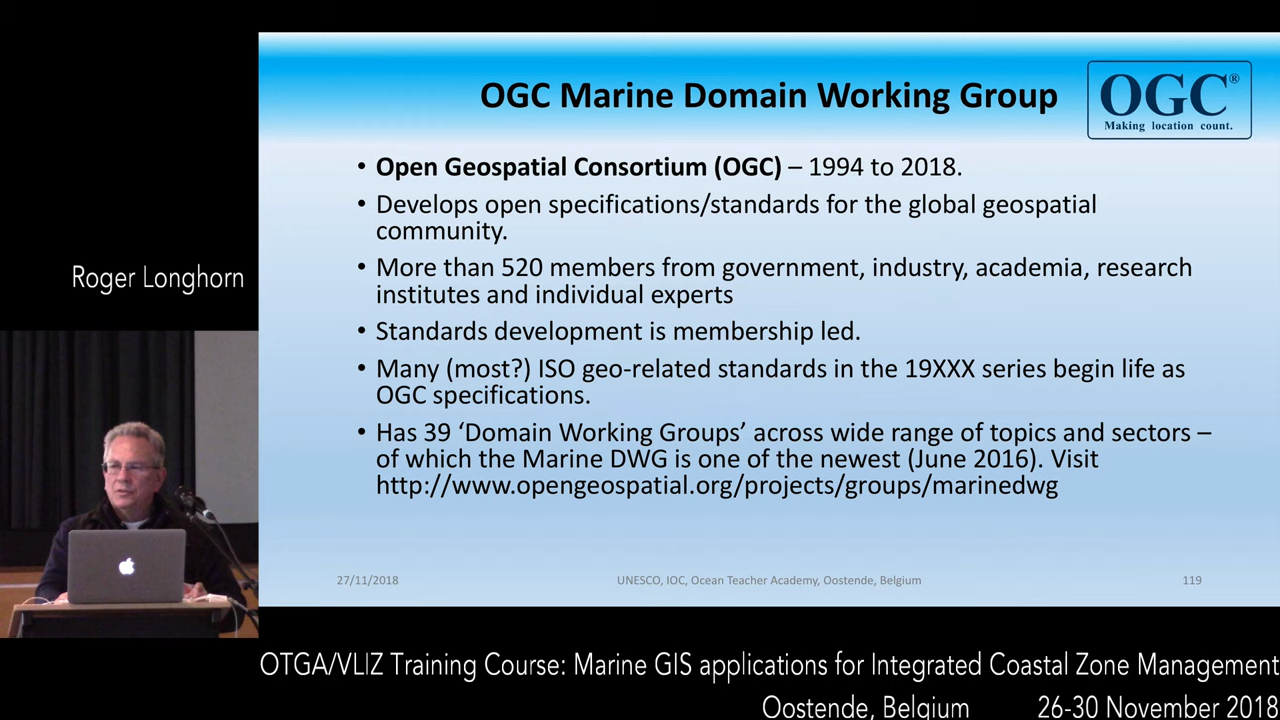 OGC Marine Domain Working Group
OGC®
Making location count.
• Open Geospatial Consortium (OGC) – 1994 to 2018.
• Develops open specifications/standards for the global geospatial
community.
• More than 520 members from government, industry, academia, research
institutes and individual experts
• Standards development is membership led.
• Many (most?) ISO geo-related standards in the 19XXX series begin life as
OGC specifications.
• Has 39 ‘Domain Working Groups’ across wide range of topics and sectors –
of which the Marine DWG is one of the newest (June 2016). Visit
http://www.opengeospatial.org/projects/groups/marinedwg
27/11/2018
UNESCO, IOC, Ocean Teacher Academy, Oostende, Belgium
119
Roger Longhorn
OTGA/VLIZ Training Course: Marine GIS applications for Integrated Coastal Zone Management
Oostende, Belgium 26-30 November 2018